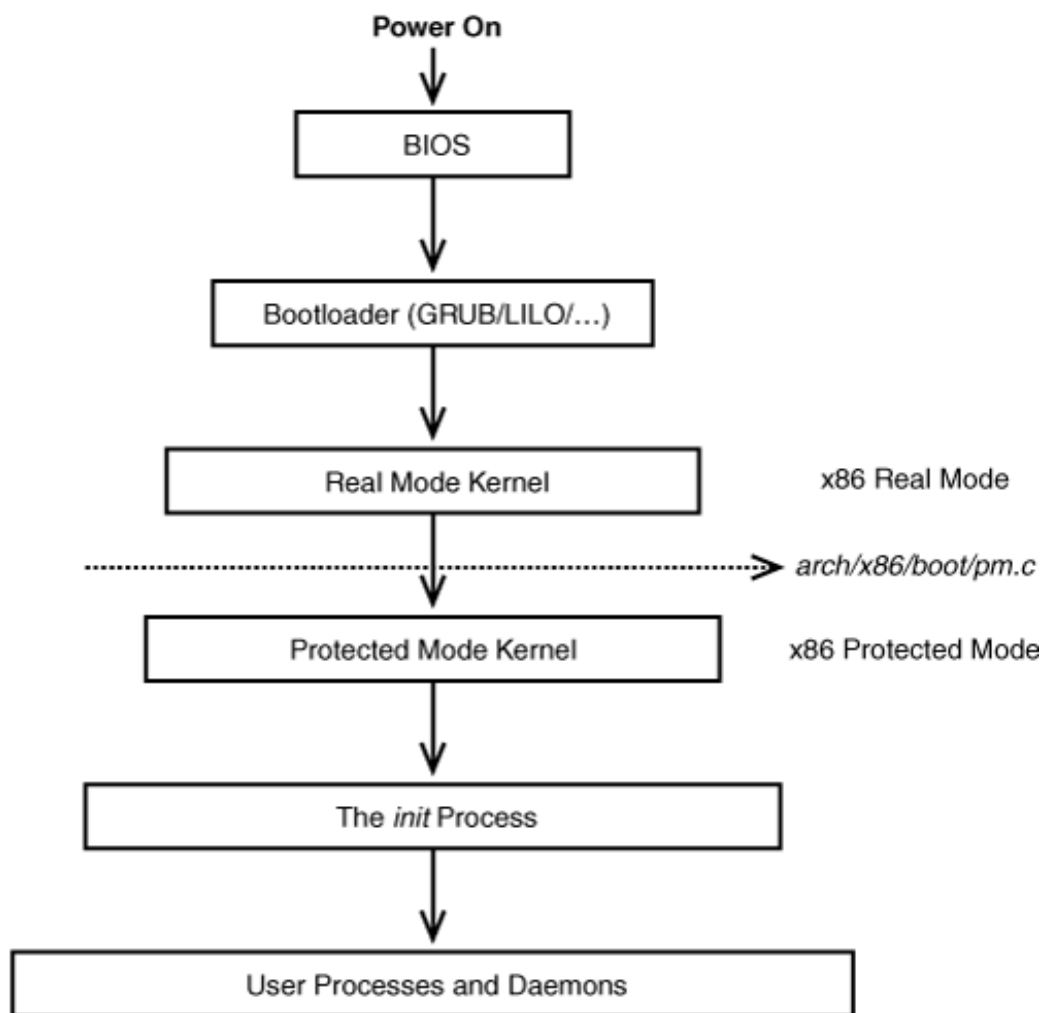 Power On
BIOS
Bootloader (GRUB/LILO/…)
Real Mode Kernel
x86 Real Mode
arch/x86/boot/pm.c
Protected Mode Kernel
x86 Protected Mode
The init Process
User Processes and Daemons